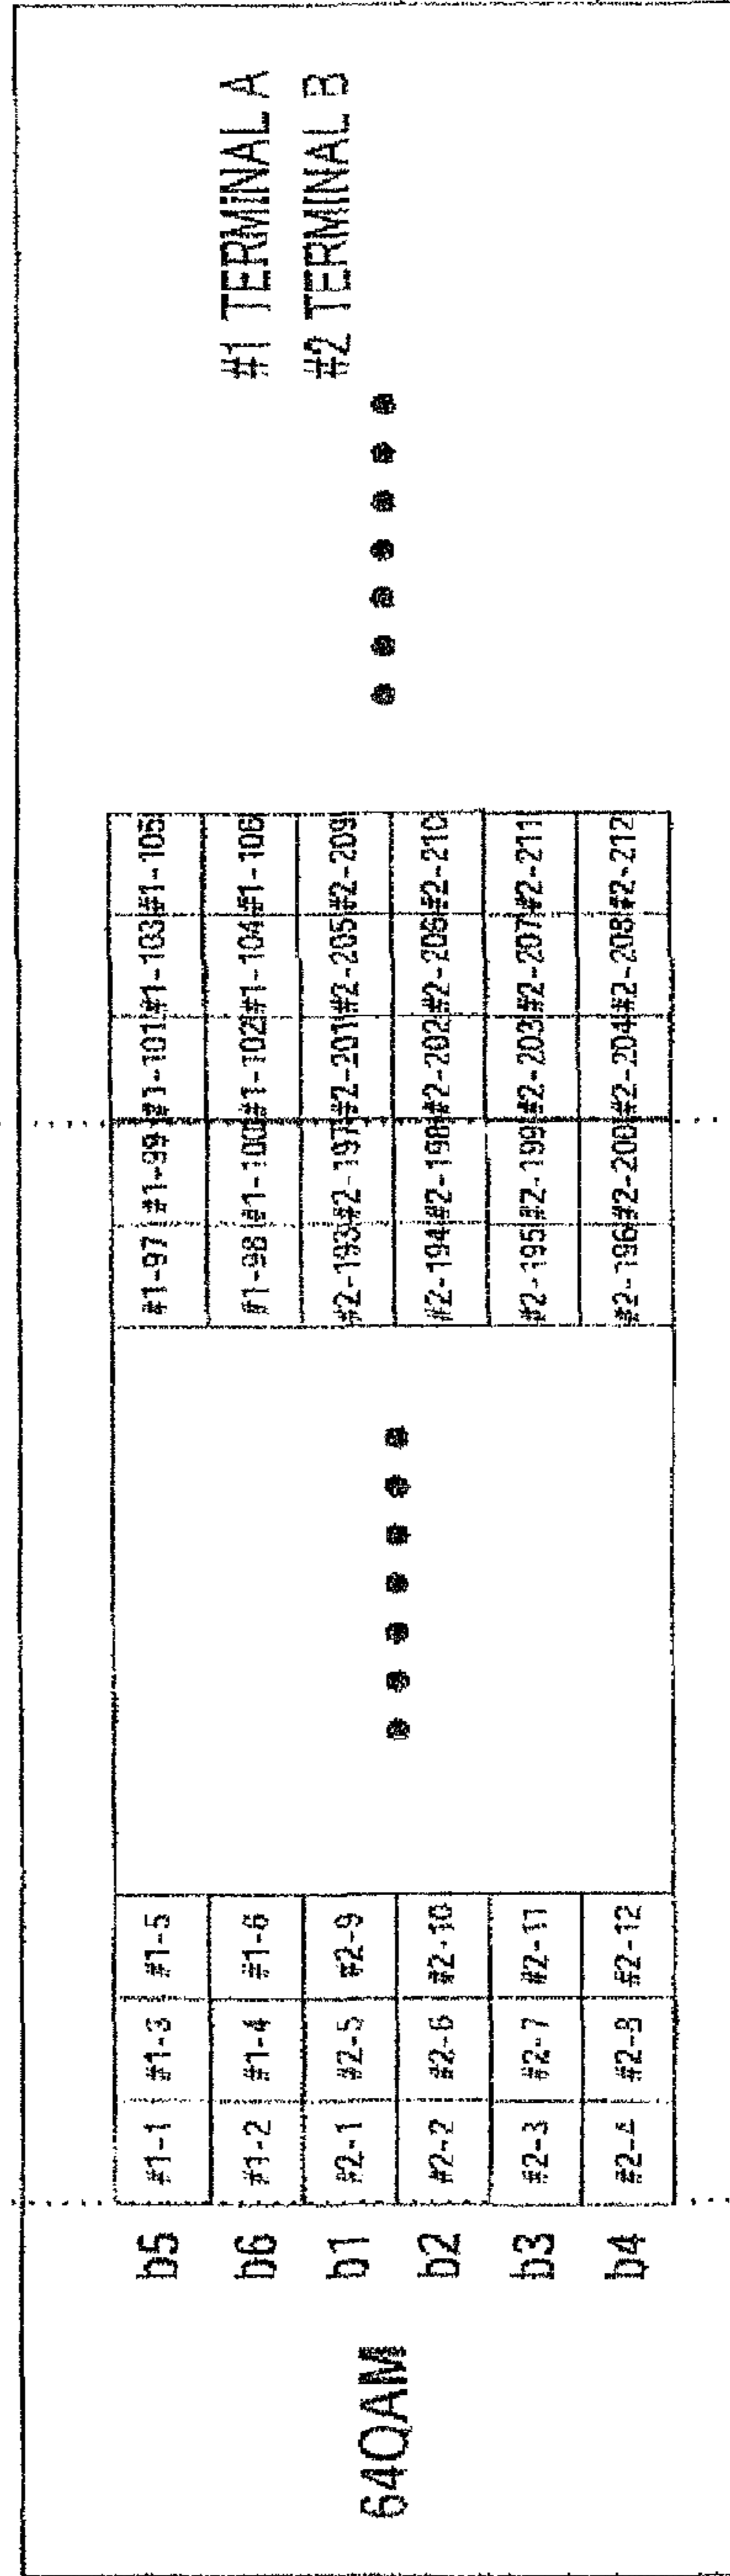 #1 TERMINAL A
#2 TERMINAL B
64QAM
b5 #1-1 #1-3 #1-5 #1-97 #1-99 #1-101 #1-103 #1-105
b6 #1-2 #1-4 #1-6 #1-98 #1-100 #1-102 #1-104 #1-106
b1 #2-1 #2-5 #2-9 #2-193 #2-197 #2-201 #2-205 #2-209
b2 #2-2 #2-6 #2-10 #2-194 #2-198 #2-202 #2-206 #2-210
b3 #2-3 #2-7 #2-11 #2-195 #2-199 #2-203 #2-207 #2-211
b4 #2-4 #2-8 #2-12 #2-196 #2-200 #2-204 #2-208 #2-212